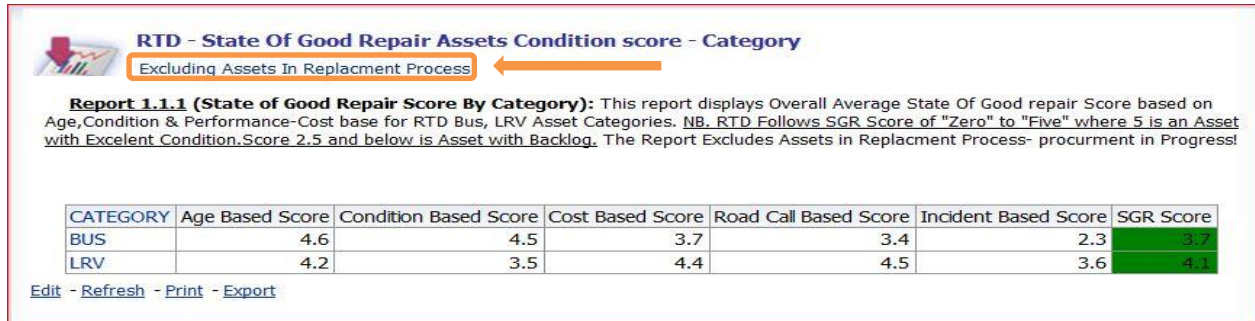 RTD - State Of Good Repair Assets Condition score - Category
Excluding Assets In Replacment Process
Report 1.1.1 (State of Good Repair Score By Category): This report displays Overall Average State Of Good repair Score based on
Age,Condition & Performance-Cost base for RTD Bus, LRV Asset Categories. NB. RTD Follows SGR Score of "Zero" to "Five" where 5 is an Asset
with Excelent Condition.Score 2.5 and below is Asset with Backlog. The Report Excludes Assets in Replacment Process- procurment in Progress!
CATEGORY Age Based Score Condition Based Score Cost Based Score Road Call Based Score Incident Based Score SGR Score
BUS 4.6 4.5 3.7 3.4 2.3 3.7
LRV 4.2 3.5 4.4 4.5 3.6 4.1
Edit - Refresh - Print - Export